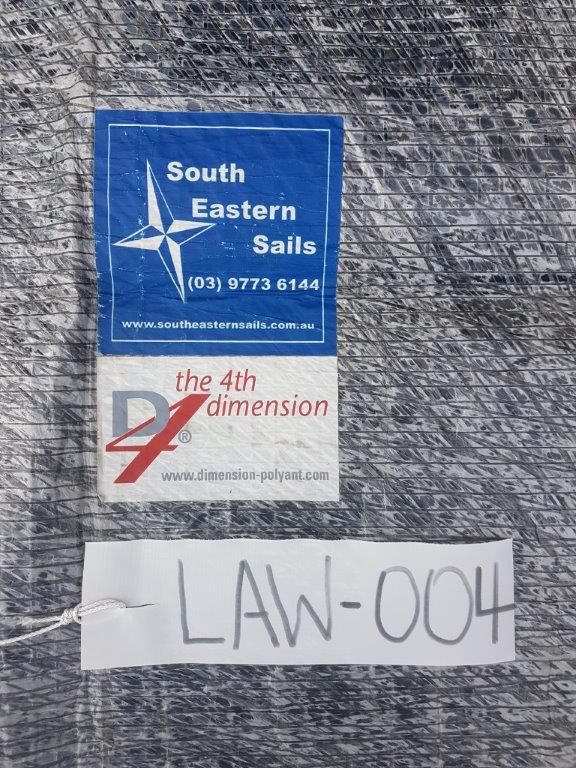 South
Eastern
Sails
(03) 9773 6144
www.southeasternsails.com.au
the 4th
D4® dimension
www.dimension-polyant.com
LAW-004